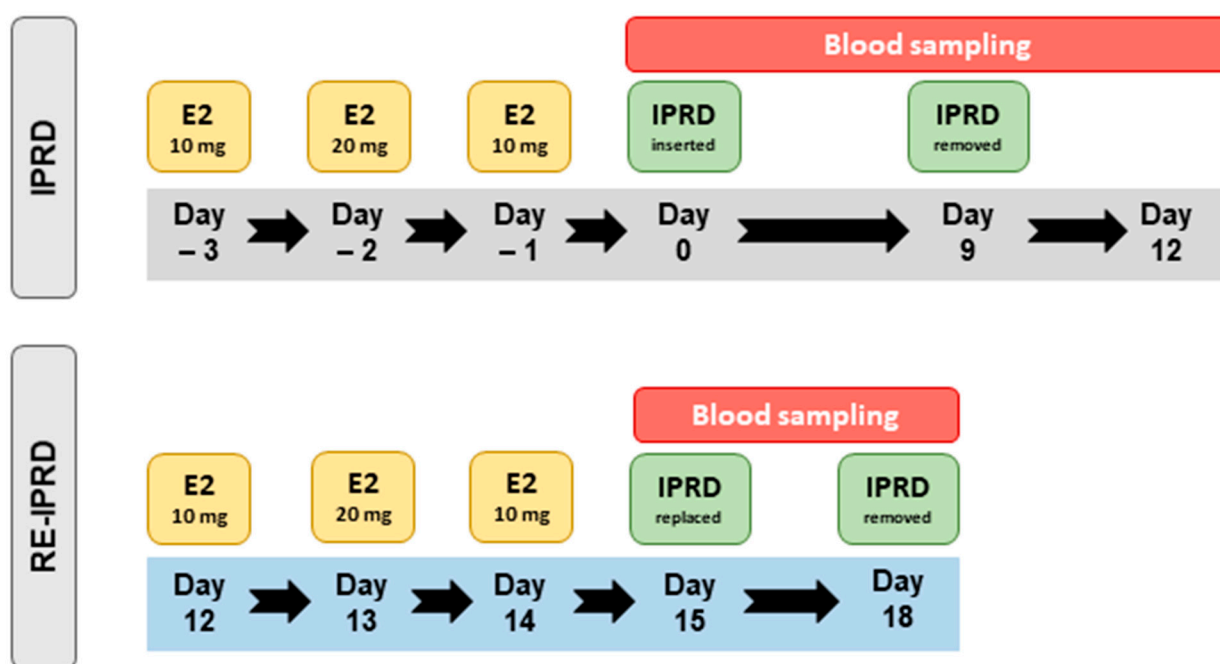 IPRD
Blood sampling
E2
10 mg
E2
20 mg
E2
10 mg
IPRD
inserted
IPRD
removed
Day
– 3
Day
– 2
Day
– 1
Day
0
Day
9
Day
12
RE-IPRD
Blood sampling
E2
10 mg
E2
20 mg
E2
10 mg
IPRD
replaced
IPRD
removed
Day
12
Day
13
Day
14
Day
15
Day
18